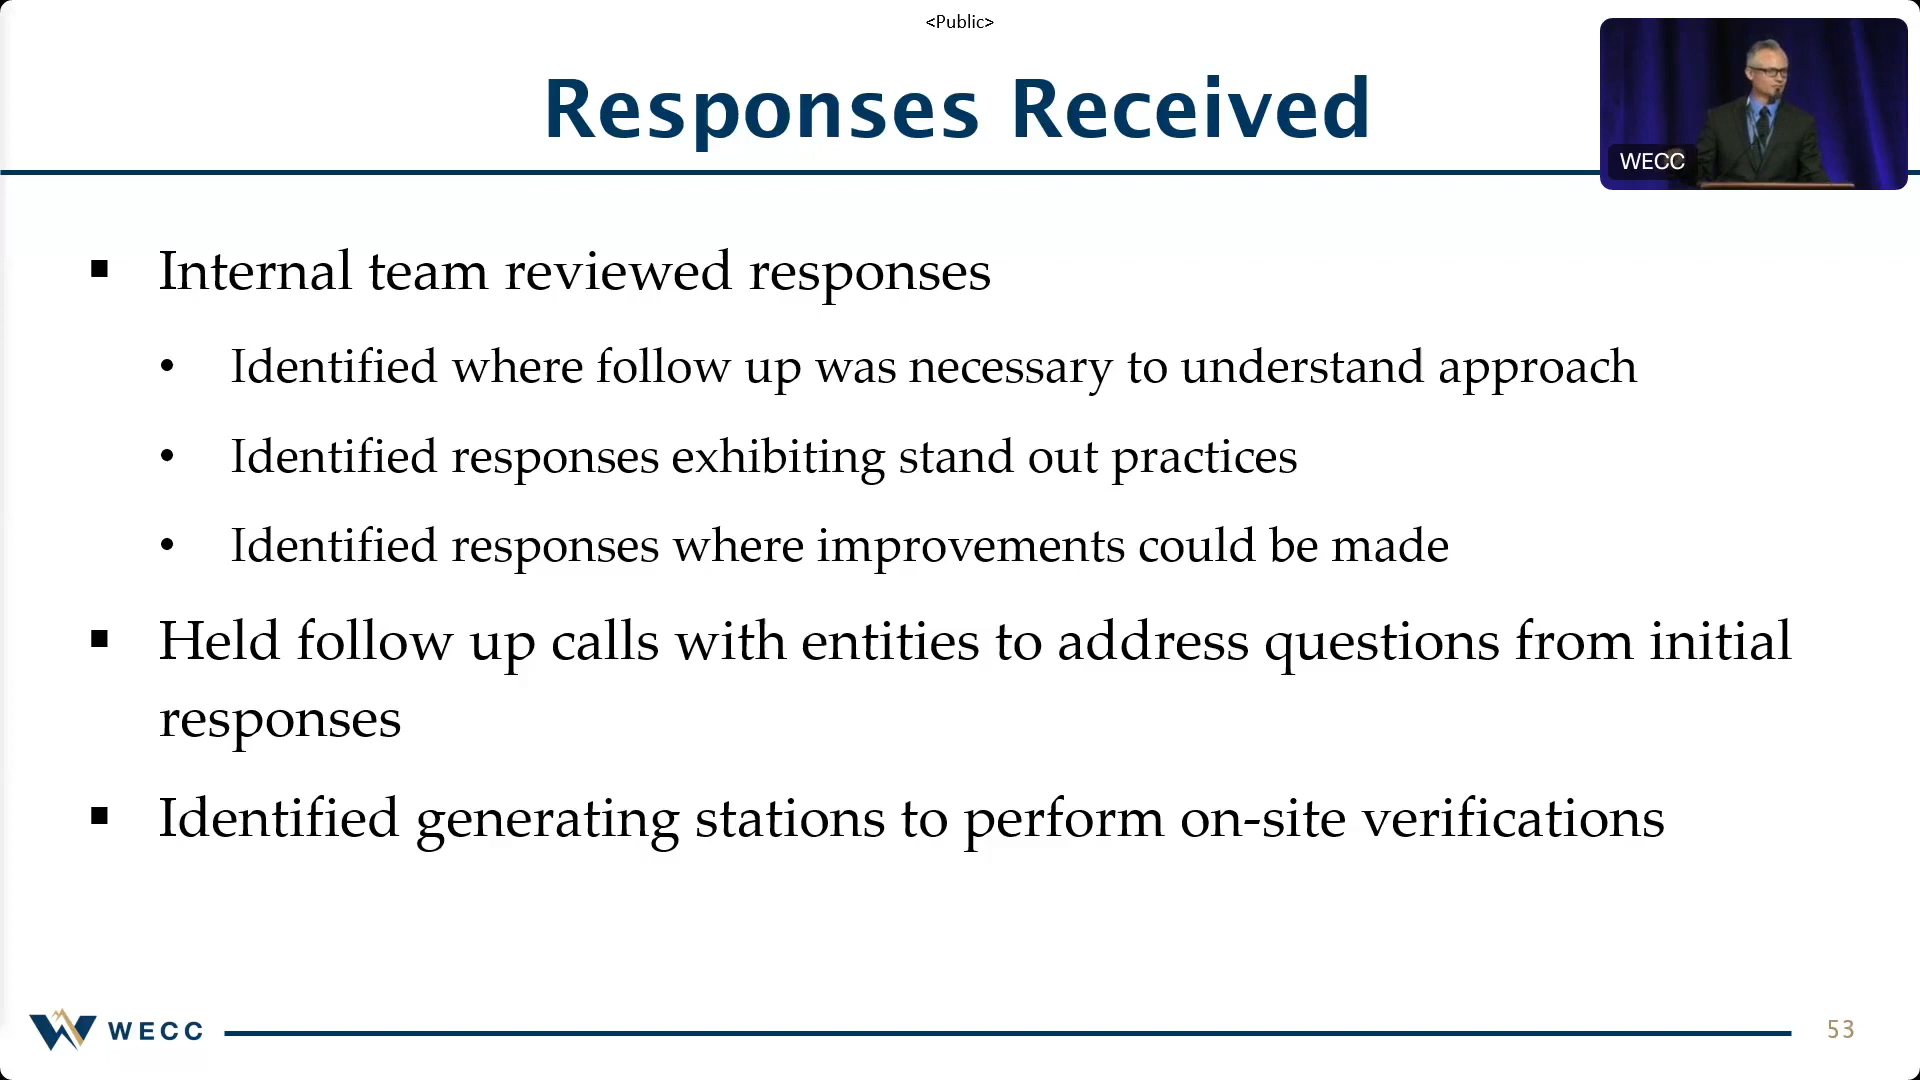 <Public>
Responses Received
WECC
▪ Internal team reviewed responses
• Identified where follow up was necessary to understand approach
• Identified responses exhibiting stand out practices
• Identified responses where improvements could be made
▪ Held follow up calls with entities to address questions from initial
responses
▪ Identified generating stations to perform on-site verifications
WECC
53